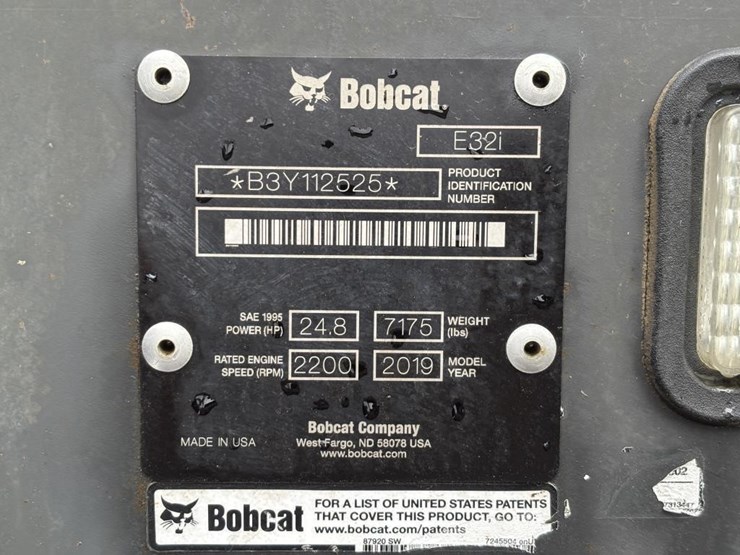 Bobcat.
E32i
*B3Y112525*
PRODUCT
IDENTIFICATION
NUMBER
SAE 1995
POWER (HP)
24.8
7175
WEIGHT
(lbs)
RATED ENGINE
SPEED (RPM)
2200
2019
MODEL
YEAR
Bobcat Company
MADE IN USA
West Fargo, ND 58078 USA
www.bobcat.com
Bobcat
FOR A LIST OF UNITED STATES PATENTS
THAT COVER THIS PRODUCT, GO TO:
www.bobcat.com/patents
87920 SW